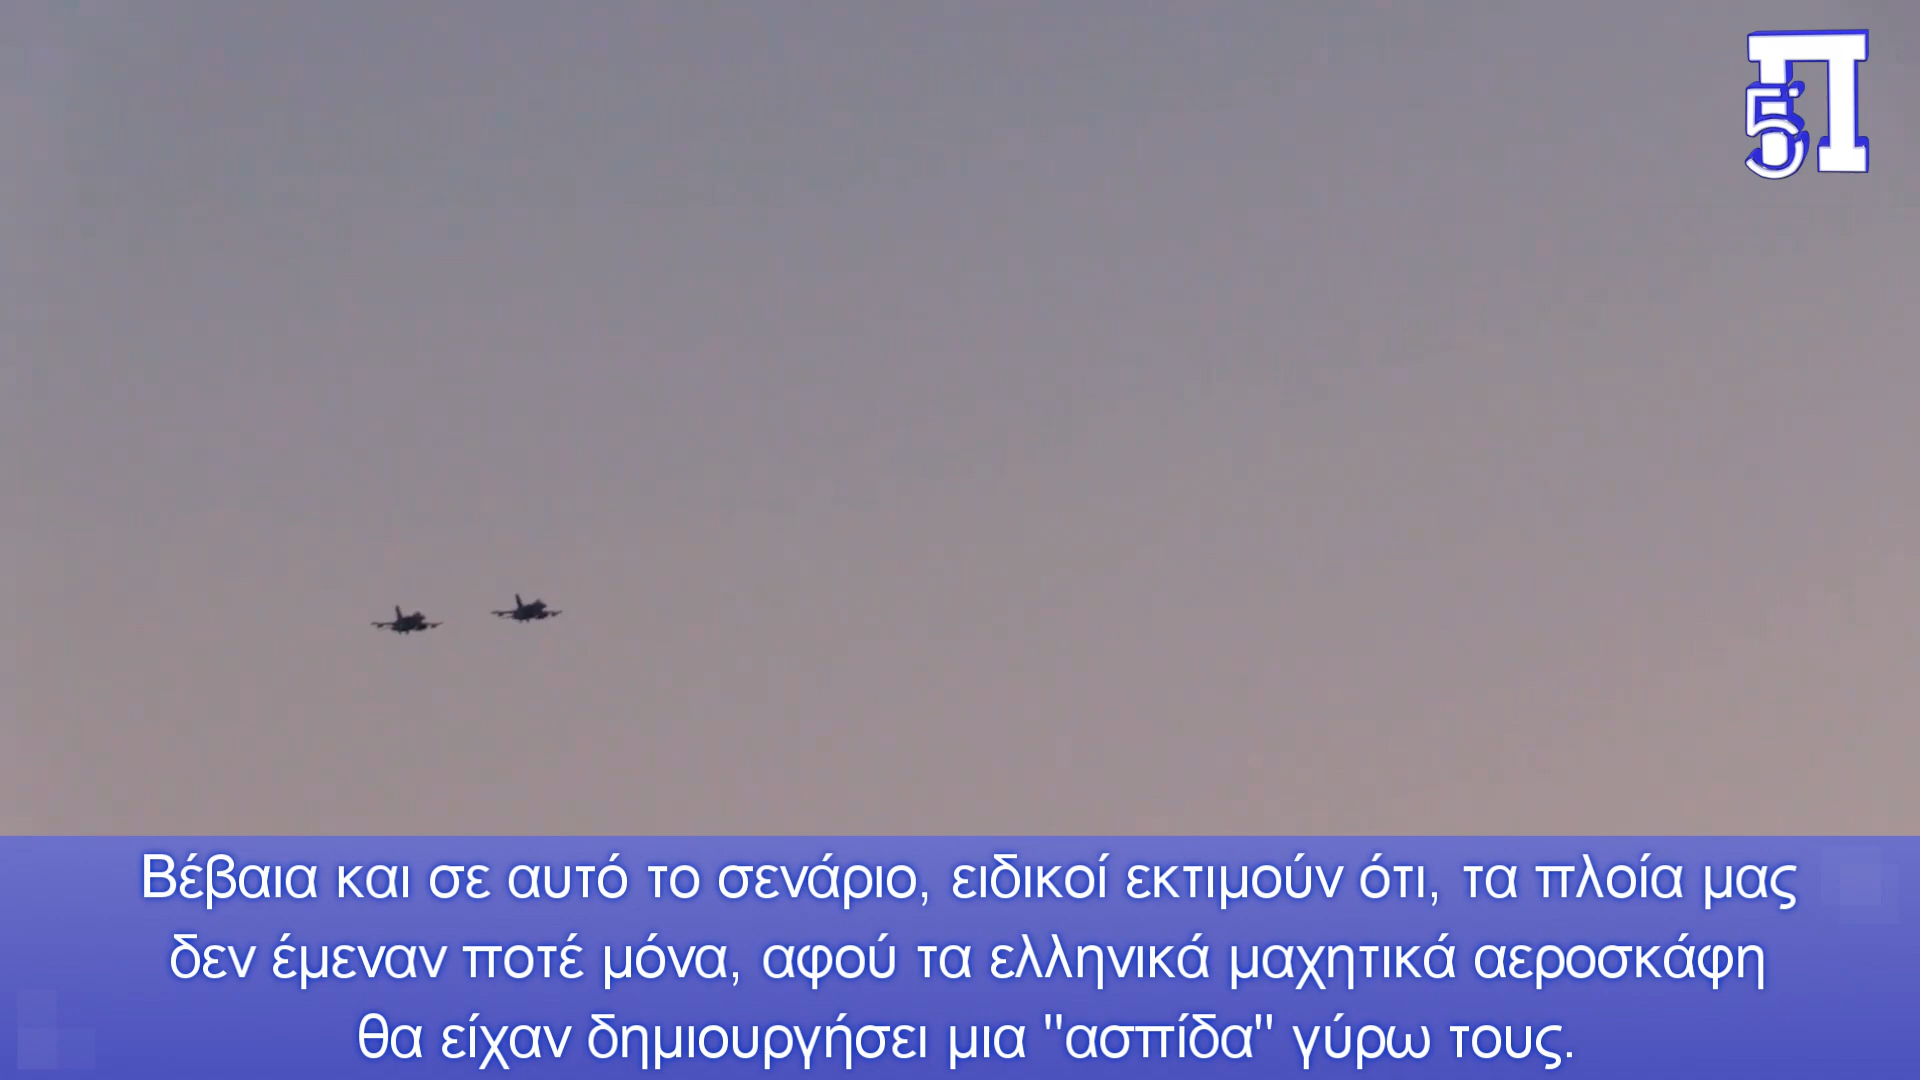 Π
5
Βέβαια και σε αυτό το σενάριο, ειδικοί εκτιμούν ότι, τα πλοία μας
δεν έμεναν ποτέ μόνα, αφού τα ελληνικά μαχητικά αεροσκάφη
θα είχαν δημιουργήσει μια "ασπίδα" γύρω τους.